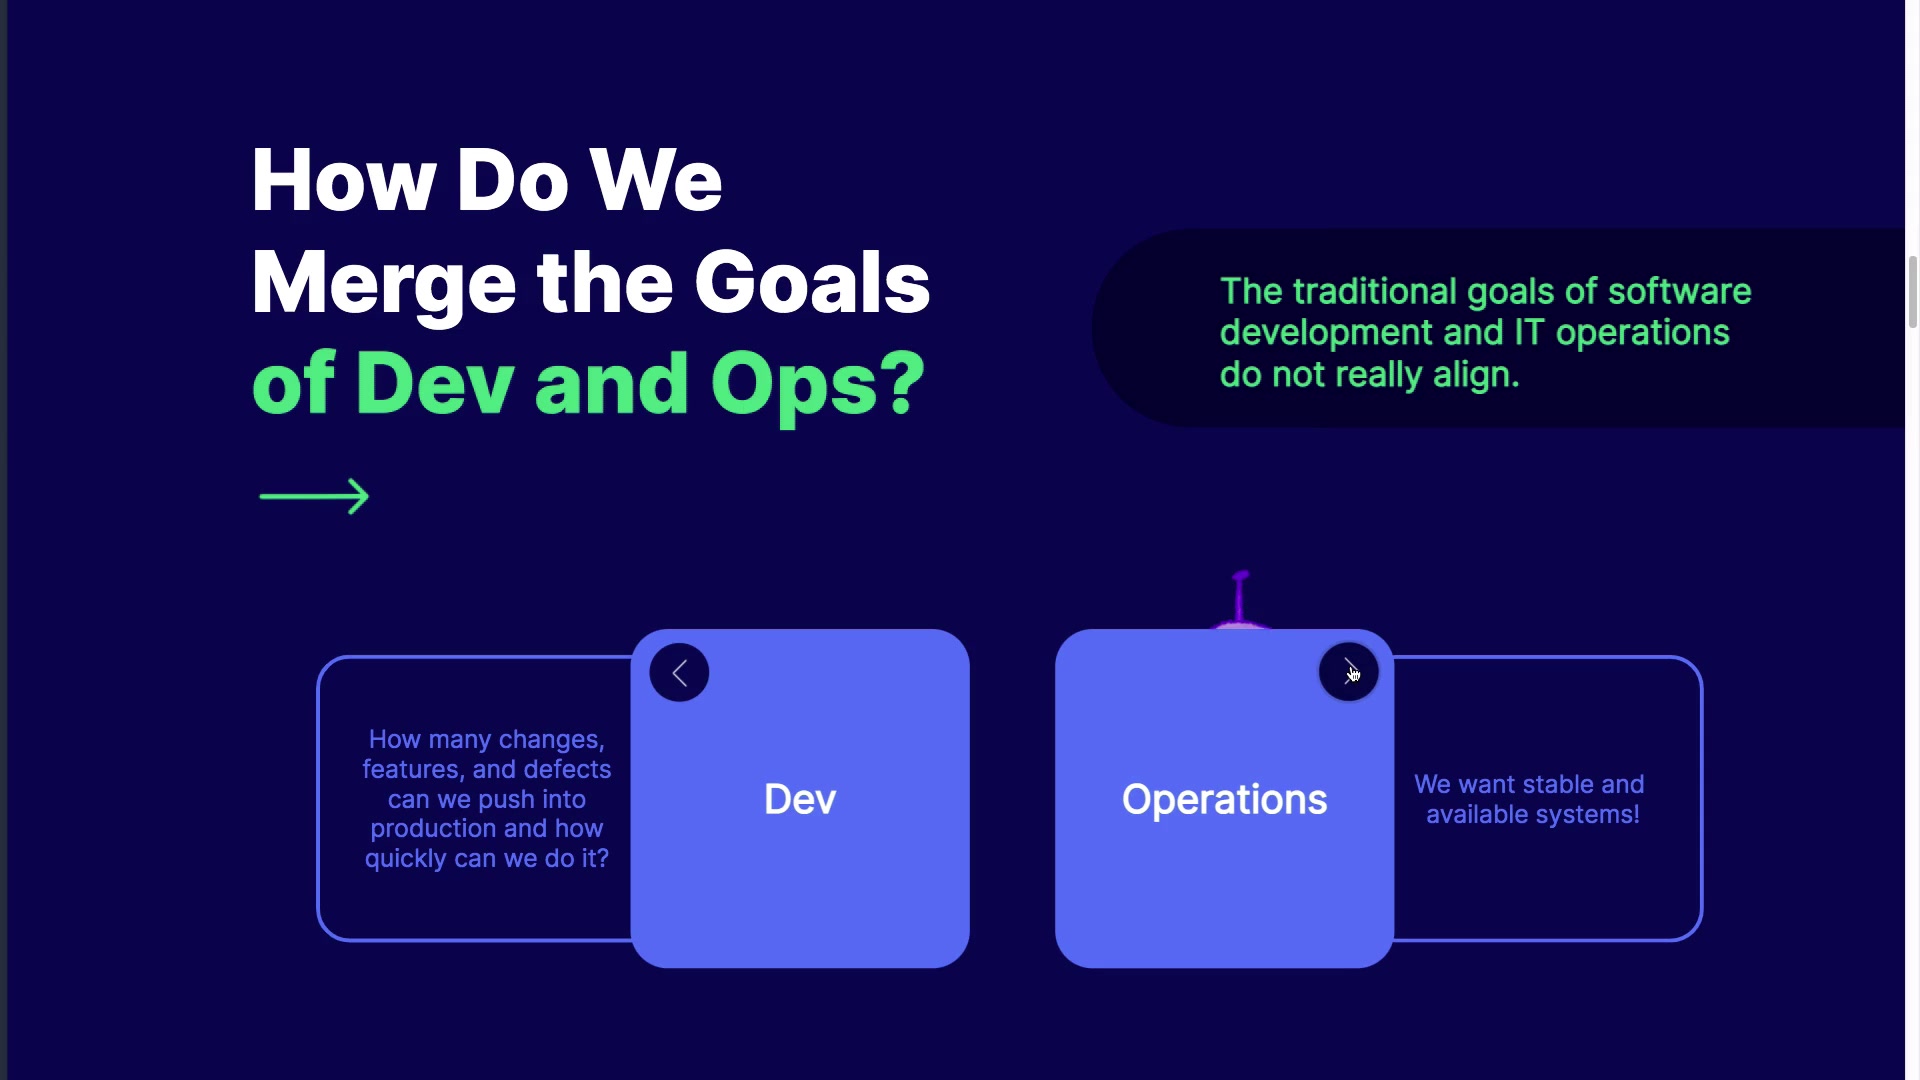 How Do We
Merge the Goals
of Dev and Ops?
The traditional goals of software
development and IT operations
do not really align.
How many changes,
features, and defects
can we push into
production and how
quickly can we do it?
Dev
Operations
We want stable and
available systems!